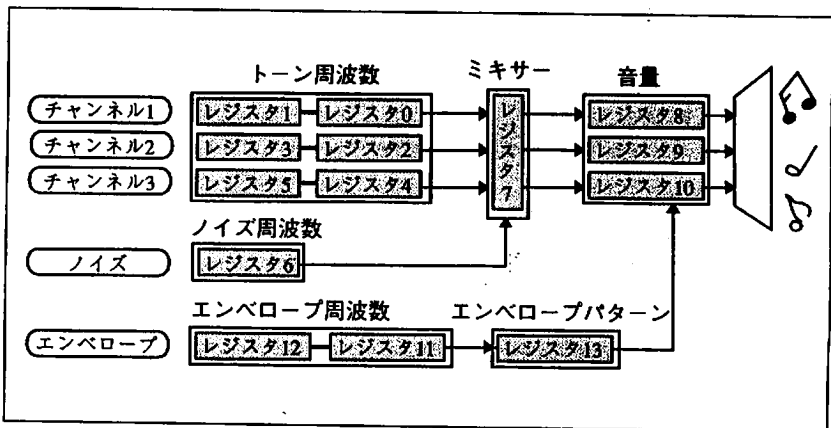 トーン周波数 ミキサー 音量
チャンネル1 レジスタ1 レジスタ0 レジスタ7 レジスタ8
チャンネル2 レジスタ3 レジスタ2 レジスタ9
チャンネル3 レジスタ5 レジスタ4 レジスタ10
ノイズ周波数
ノイズ レジスタ6
エンベロープ周波数 エンベロープパターン
エンベロープ レジスタ12 レジスタ11 レジスタ13